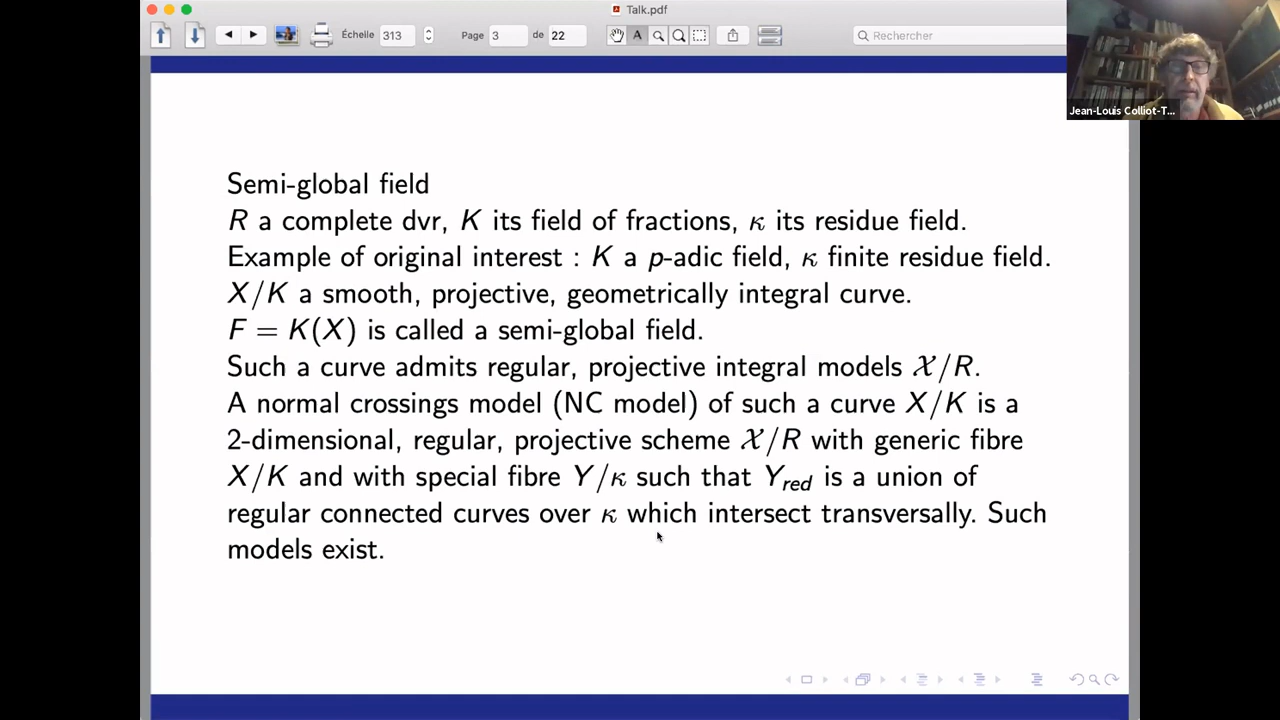 Talk.pdf
Échelle 313 Page 3 de 22 Rechercher
Jean-Louis Colliot-T...
Semi-global field
R a complete dvr, K its field of fractions, κ its residue field.
Example of original interest : K a p-adic field, κ finite residue field.
X/K a smooth, projective, geometrically integral curve.
F = K(X) is called a semi-global field.
Such a curve admits regular, projective integral models 𝒳/R.
A normal crossings model (NC model) of such a curve X/K is a
2-dimensional, regular, projective scheme 𝒳/R with generic fibre
X/K and with special fibre Y/κ such that Y_red is a union of
regular connected curves over κ which intersect transversally. Such
models exist.